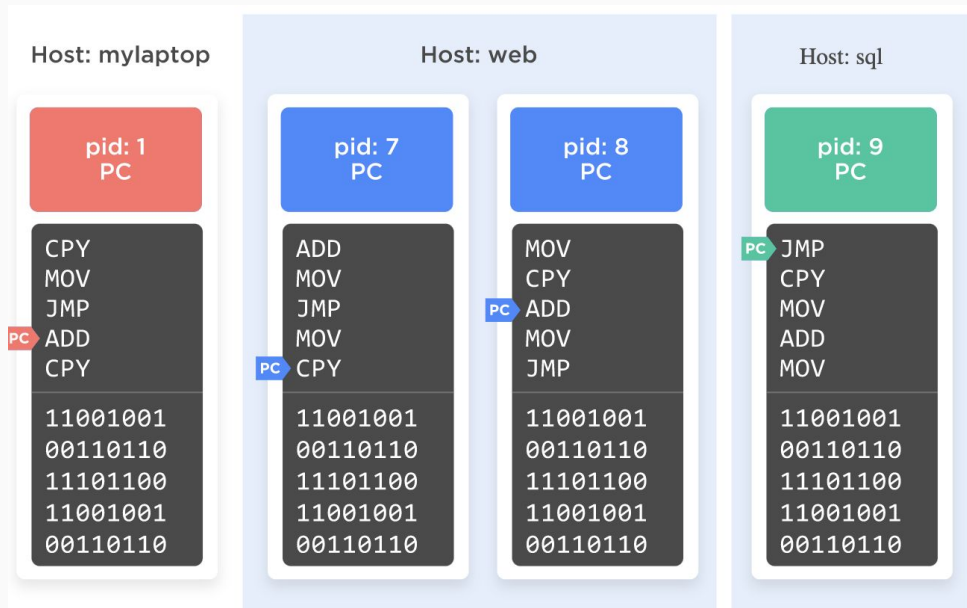 Host: mylaptop
pid: 1
PC
CPY
MOV
JMP
PC ADD
CPY
11001001
00110110
11101100
11001001
00110110
Host: web
pid: 7
PC
ADD
MOV
JMP
MOV
PC CPY
11001001
00110110
11101100
11001001
00110110
pid: 8
PC
MOV
CPY
PC ADD
MOV
JMP
11001001
00110110
11101100
11001001
00110110
Host: sql
pid: 9
PC
PC JMP
CPY
MOV
ADD
MOV
11001001
00110110
11101100
11001001
00110110